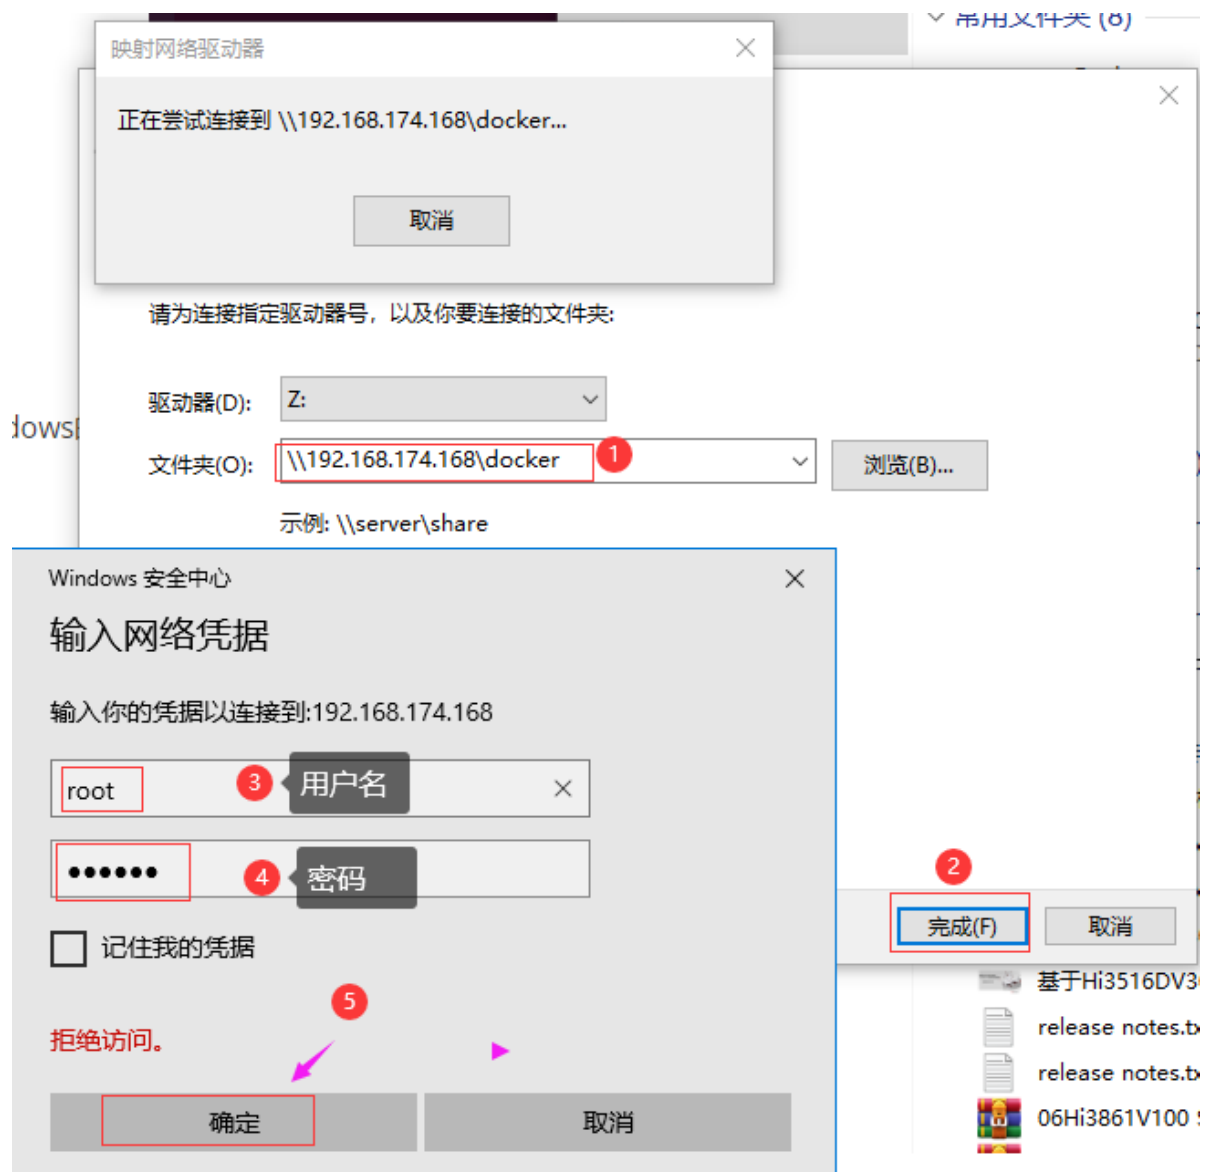 常用文件夹 (8)
映射网络驱动器
正在尝试连接到 \\192.168.174.168\docker...
取消
请为连接指定驱动器号，以及你要连接的文件夹:
驱动器(D):
Z:
文件夹(O):
\\192.168.174.168\docker
1
浏览(B)...
示例: \\server\share
Windows 安全中心
输入网络凭据
输入你的凭据以连接到:192.168.174.168
root
3
用户名
••••••
4
密码
记住我的凭据
2
完成(F)
取消
5
拒绝访问。
确定
取消
基于Hi3516DV3
release notes.tx
release notes.tx
06Hi3861V100